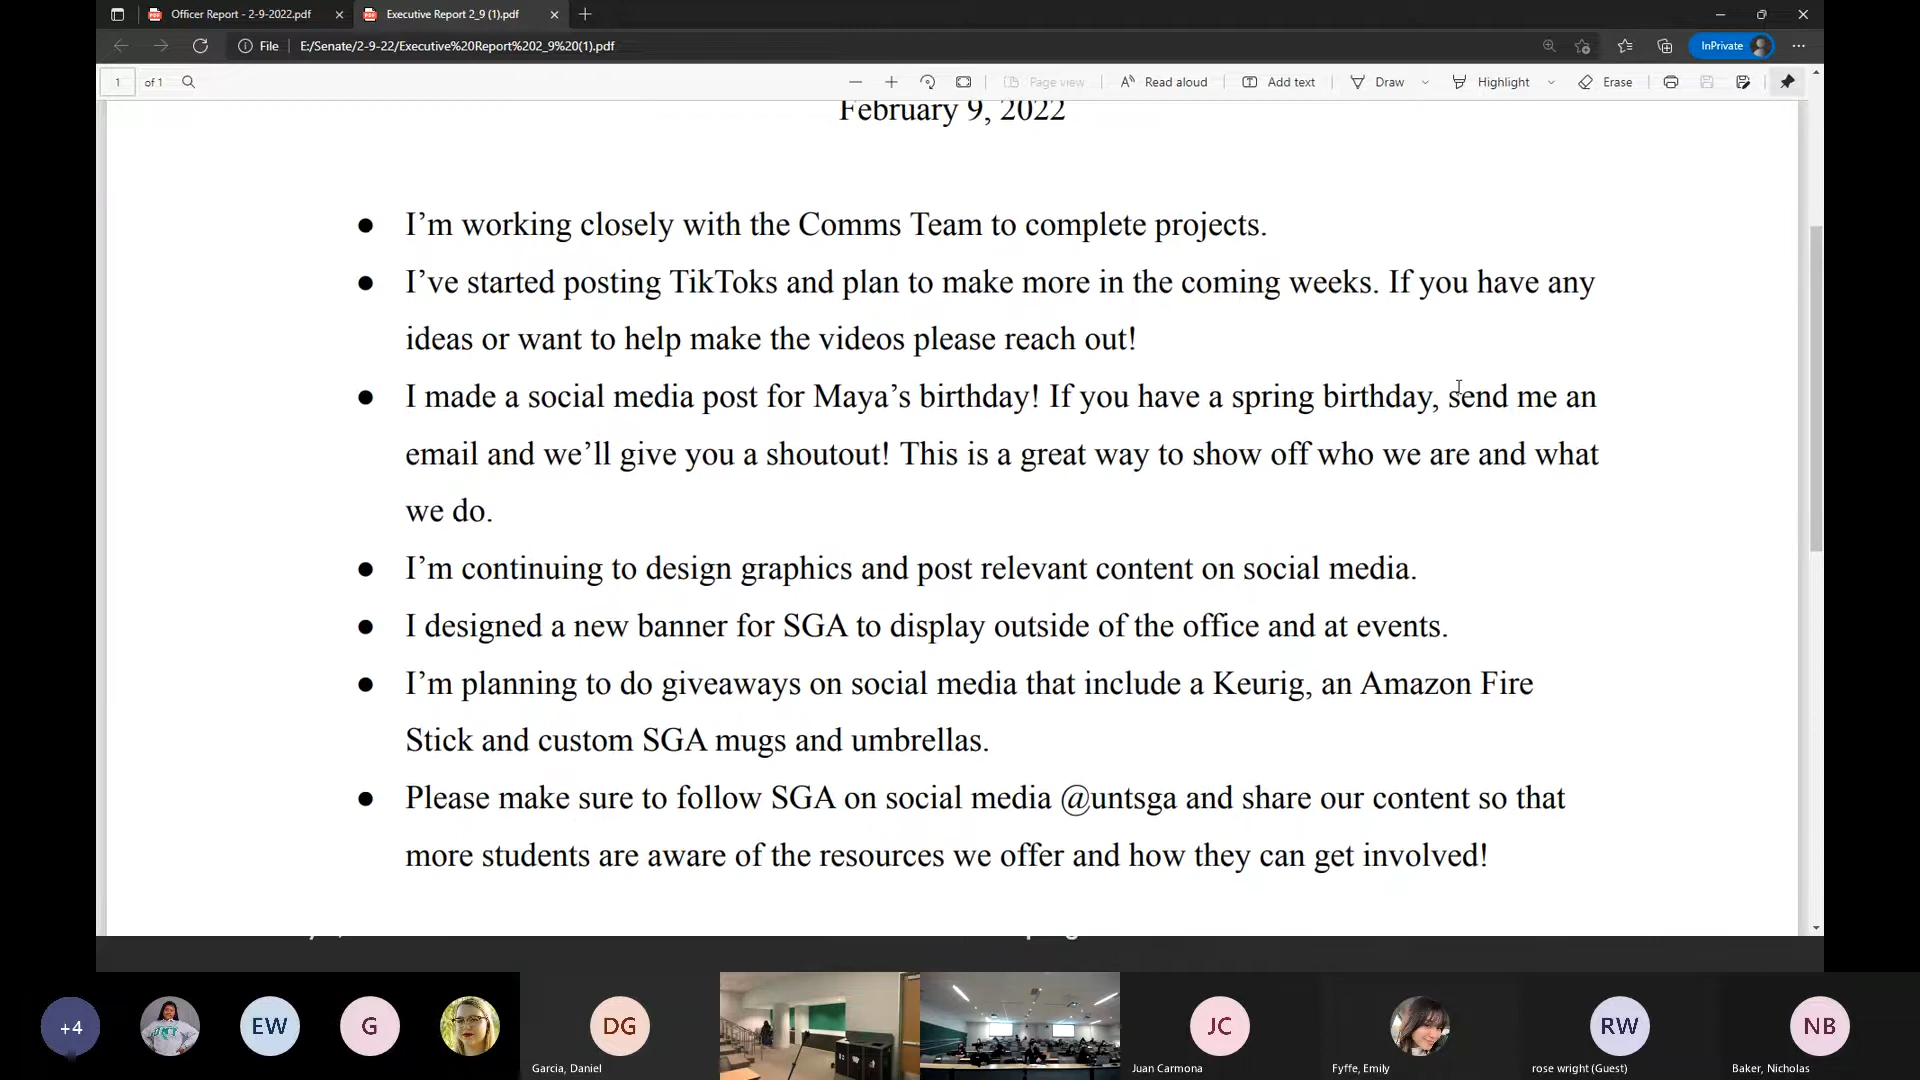 Officer Report - 2-9-2022.pdf
Executive Report 2_9 (1).pdf
File
E:/Senate/2-9-22/Executive%20Report%202_9%20(1).pdf
InPrivate
1 of 1
Page view
Read aloud
Add text
Draw
Highlight
Erase
February 9, 2022
● I’m working closely with the Comms Team to complete projects.
● I’ve started posting TikToks and plan to make more in the coming weeks. If you have any
ideas or want to help make the videos please reach out!
● I made a social media post for Maya’s birthday! If you have a spring birthday, send me an
email and we’ll give you a shoutout! This is a great way to show off who we are and what
we do.
● I’m continuing to design graphics and post relevant content on social media.
● I designed a new banner for SGA to display outside of the office and at events.
● I’m planning to do giveaways on social media that include a Keurig, an Amazon Fire
Stick and custom SGA mugs and umbrellas.
● Please make sure to follow SGA on social media @untsga and share our content so that
more students are aware of the resources we offer and how they can get involved!
+4
EW
G
DG
JC
RW
NB
Garcia, Daniel
Juan Carmona
Fyffe, Emily
rose wright (Guest)
Baker, Nicholas